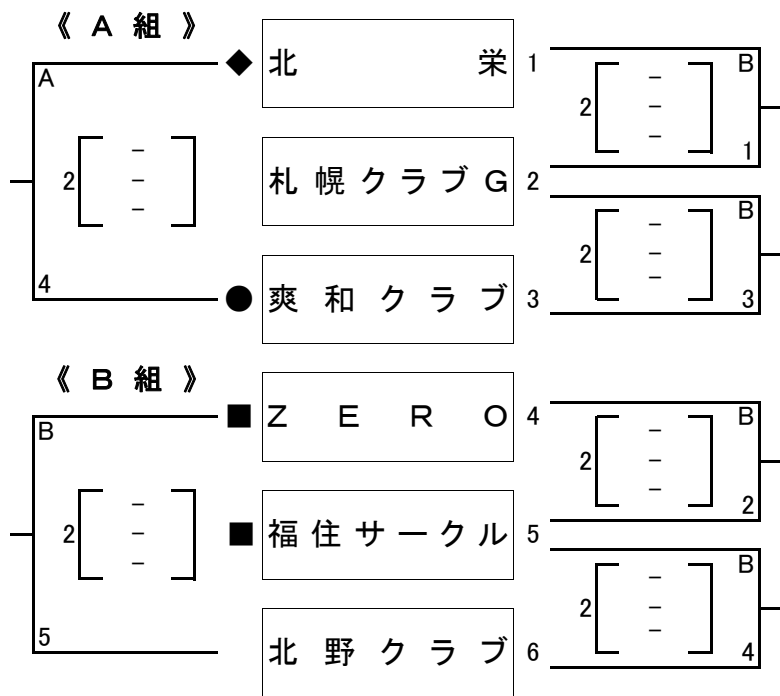 《 A 組 》
◆ 北 栄 1
A B
2 - - - 2 - - -
1
札幌クラブG 2
B
4 2 - - - 3
● 爽和クラブ 3
《 B 組 》
■ ZERO 4
B B
2 - - - 2 - - -
2
■ 福住サークル 5
B
5 2 - - - 4
北野クラブ 6